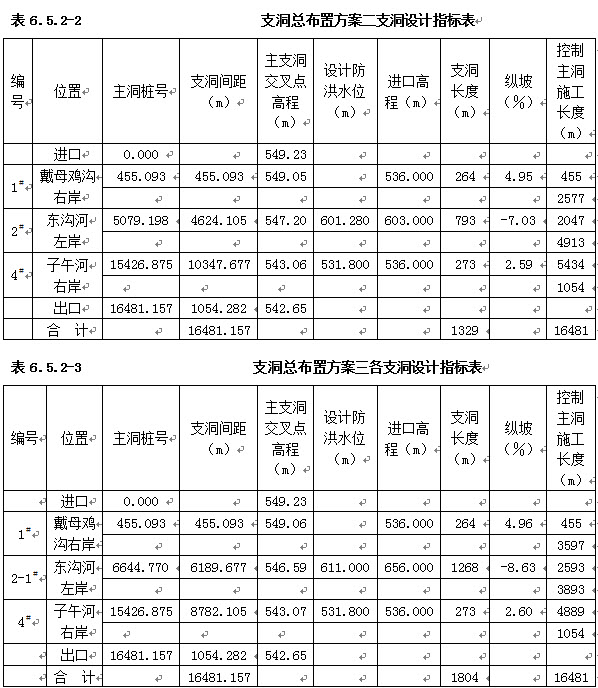 表 6.5.2-2 支洞总布置方案二支洞设计指标表
编号 位置 主洞桩号 支洞间距（m） 主支洞交叉点高程（m） 设计防洪水位（m） 进口高程（m） 支洞长度（m） 纵坡（%） 控制主洞施工长度（m）
进口 0.000 549.23
1# 戴母鸡沟右岸 455.093 455.093 549.05 536.000 264 4.95 455
2577
2# 东沟河左岸 5079.198 4624.105 547.20 601.280 603.000 793 -7.03 2047
4913
4# 子午河右岸 15426.875 10347.677 543.06 531.800 536.000 273 2.59 5434
1054
出口 16481.157 1054.282 542.65
合 计 16481.157 1329 16481
表 6.5.2-3 支洞总布置方案三各支洞设计指标表
编号 位置 主洞桩号 支洞间距（m） 主支洞交叉点高程（m） 设计防洪水位（m） 进口高程（m） 支洞长度（m） 纵坡（%） 控制主洞施工长度（m）
进口 0.000 549.23
1# 戴母鸡沟右岸 455.093 455.093 549.06 536.000 264 4.96 455
3597
2-1# 东沟河左岸 6644.770 6189.677 546.59 611.000 656.000 1268 -8.63 2593
3893
4# 子午河右岸 15426.875 8782.105 543.07 531.800 536.000 273 2.60 4889
1054
出口 16481.157 1054.282 542.65
合 计 16481.157 1804 16481